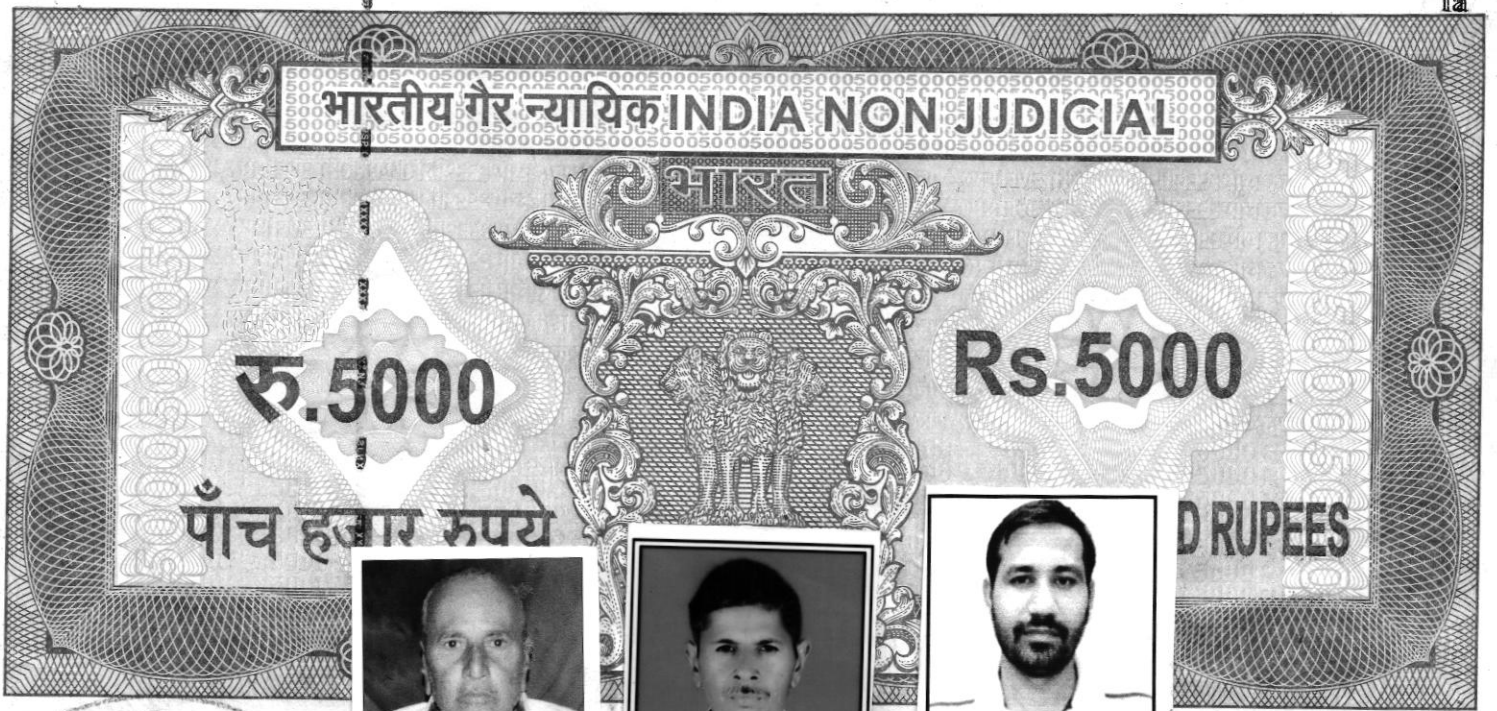 भारतीय गैर न्यायिक INDIA NON JUDICIAL
भारत
रु.5000
Rs.5000
पाँच हजार रुपये
D RUPEES